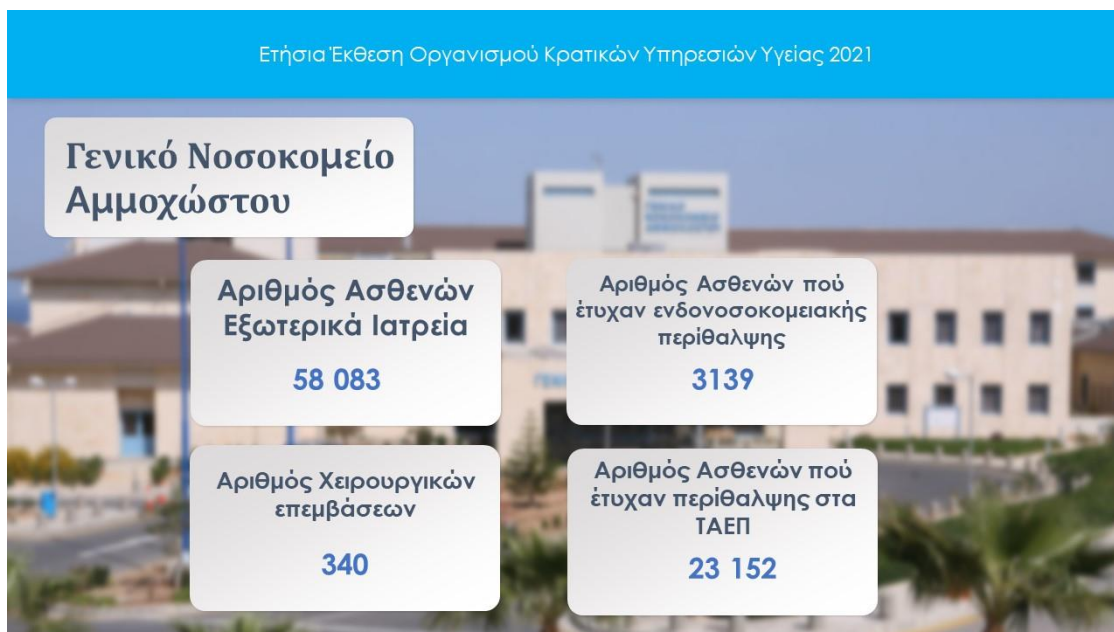 Ετήσια Έκθεση Οργανισμού Κρατικών Υπηρεσιών Υγείας 2021
Γενικό Νοσοκομείο
Αμμοχώστου
Αριθμός Ασθενών
Εξωτερικά Ιατρεία
58 083
Αριθμός Ασθενών πού
έτυχαν ενδονοσοκομειακής
περίθαλψης
3139
Αριθμός Χειρουργικών
επεμβάσεων
340
Αριθμός Ασθενών πού
έτυχαν περίθαλψης στα
ΤΑΕΠ
23 152